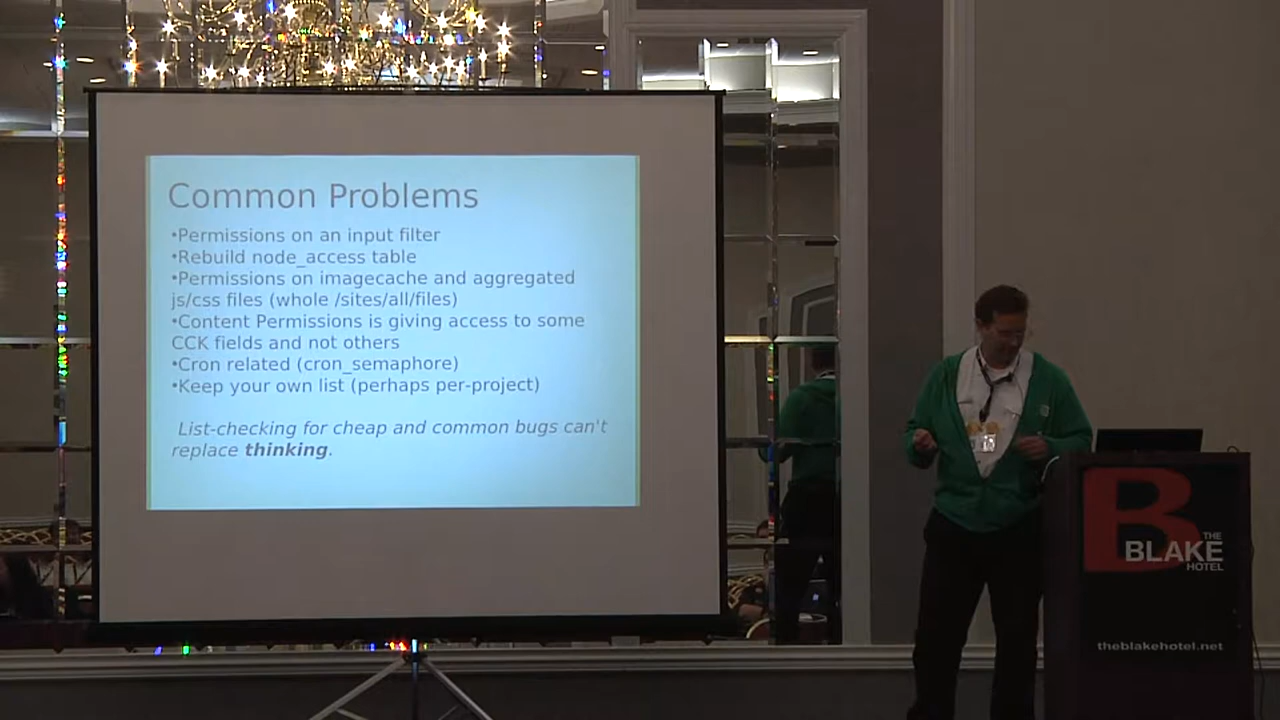 Common Problems
•Permissions on an input filter
•Rebuild node_access table
•Permissions on imagecache and aggregated
js/css files (whole /sites/all/files)
•Content Permissions is giving access to some
CCK fields and not others
•Cron related (cron_semaphore)
•Keep your own list (perhaps per-project)
List-checking for cheap and common bugs can't
replace thinking.
B
THE
BLAKE
HOTEL
theblakehotel.net